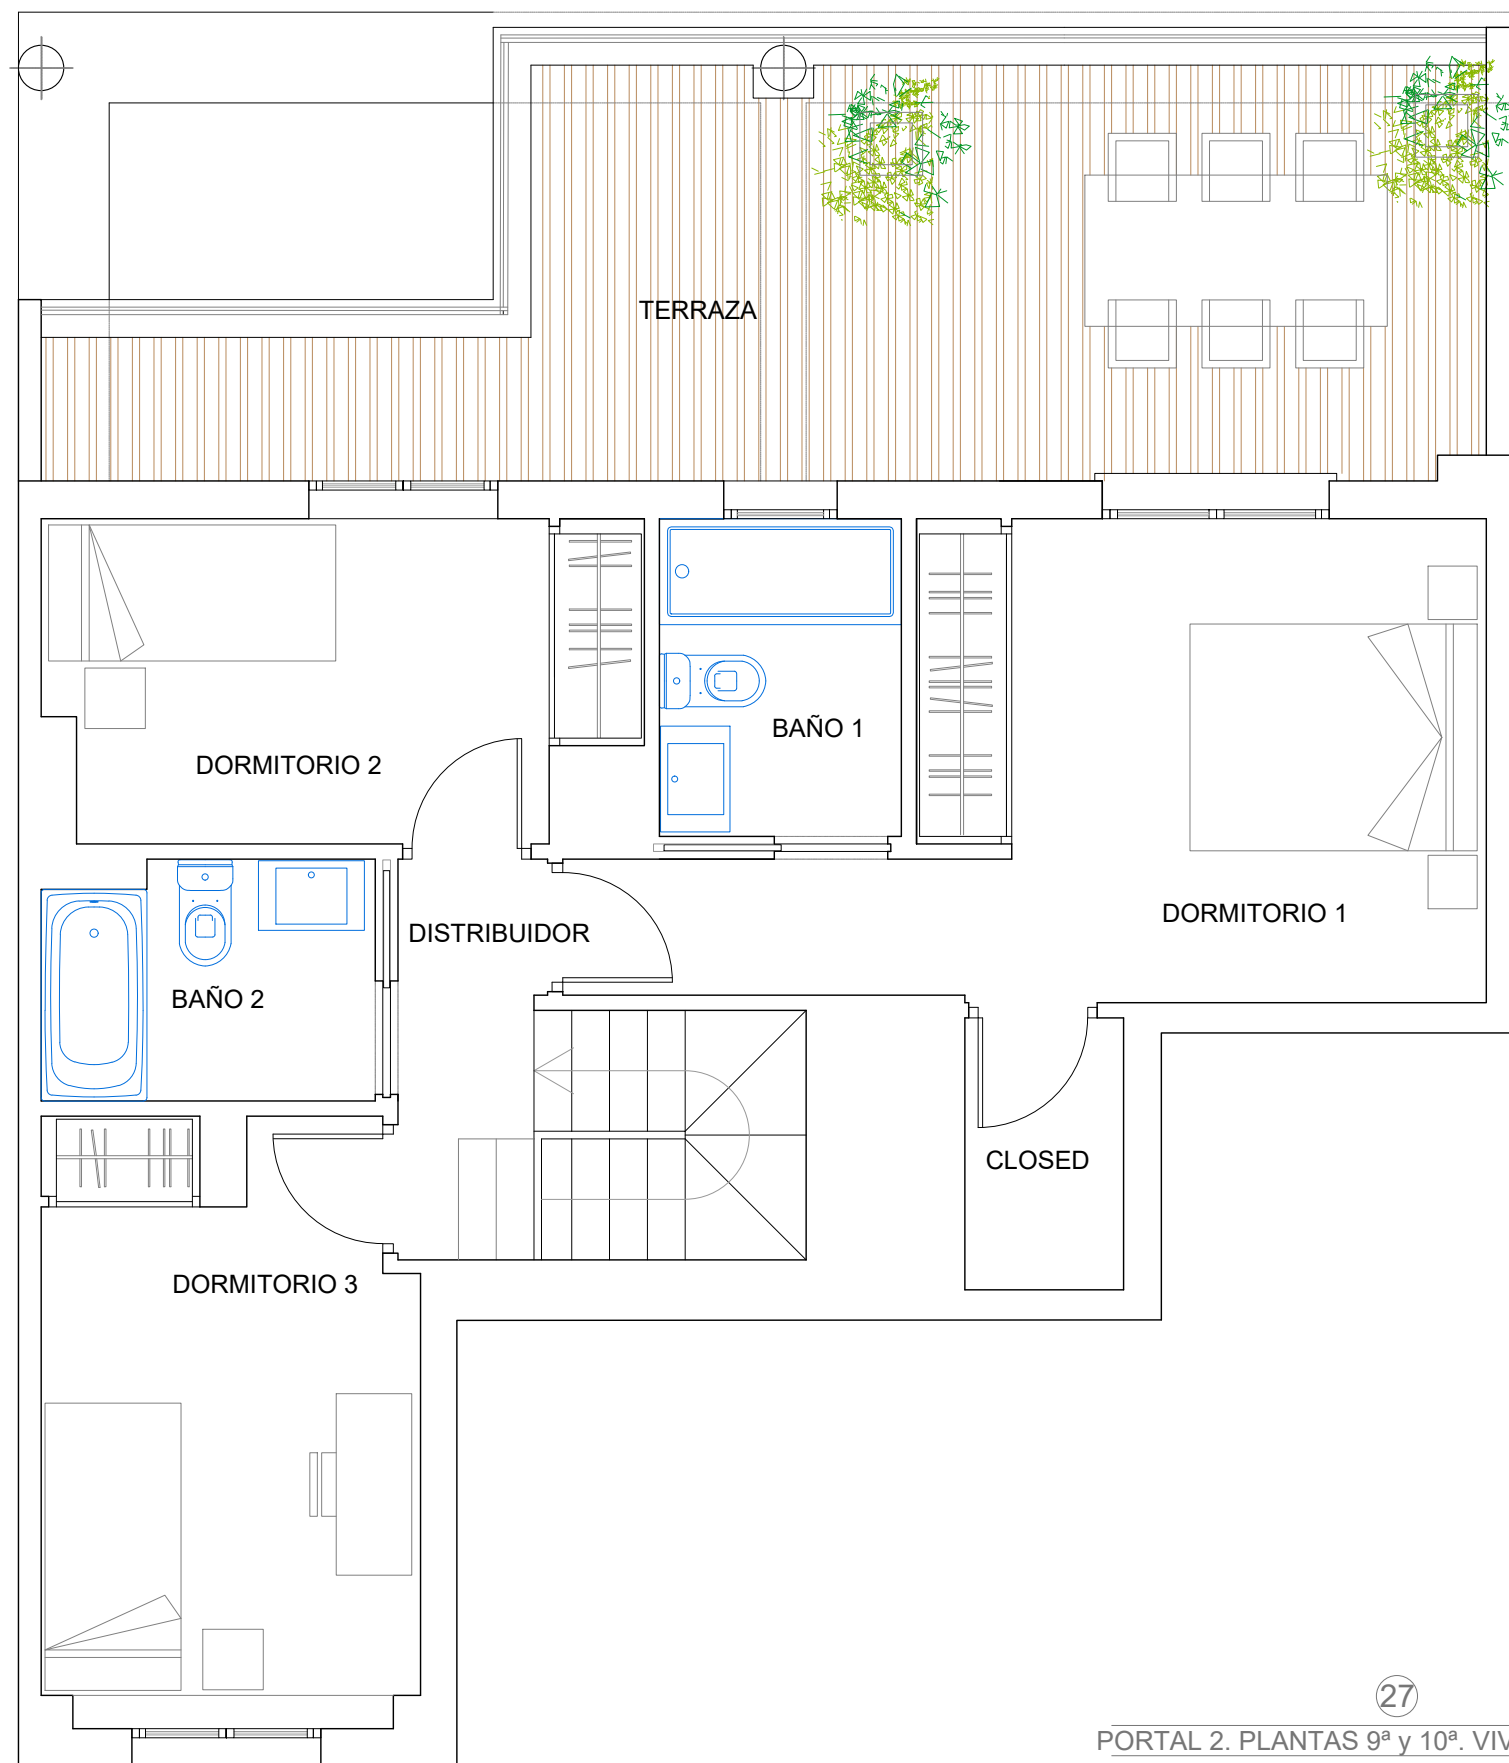 TERRAZA
BAÑO 1
DORMITORIO 2
DORMITORIO 1
DISTRIBUIDOR
BAÑO 2
CLOSED
DORMITORIO 3
27
PORTAL 2. PLANTAS 9ª y 10ª.